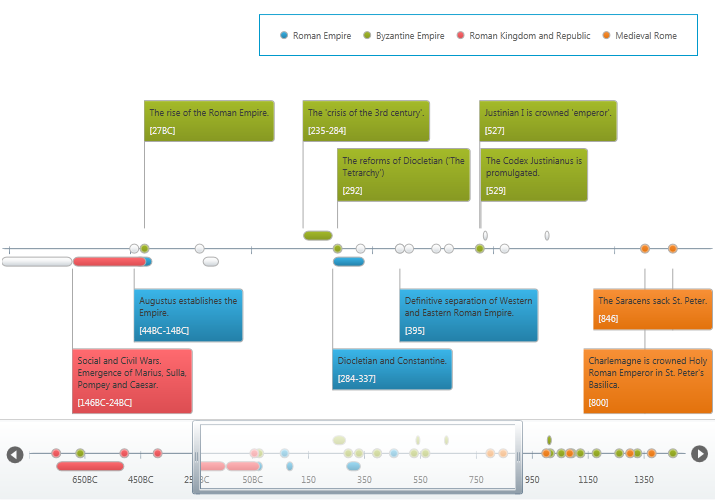 Roman Empire
Byzantine Empire
Roman Kingdom and Republic
Medieval Rome
The rise of the Roman Empire.
[27BC]
The 'crisis of the 3rd century'.
[235-284]
Justinian I is crowned 'emperor'.
[527]
The reforms of Diocletian ('The
Tetrarchy')
[292]
The Codex Justinianus is
promulgated.
[529]
Augustus establishes the
Empire.
[44BC-14BC]
Definitive separation of Western
and Eastern Roman Empire.
[395]
The Saracens sack St. Peter.
[846]
Social and Civil Wars.
Emergence of Marius, Sulla,
Pompey and Caesar.
[146BC-24BC]
Diocletian and Constantine.
[284-337]
Charlemagne is crowned Holy
Roman Emperor in St. Peter's
Basilica.
[800]
650BC
450BC
50BC
150
350
550
750
950
1150
1350